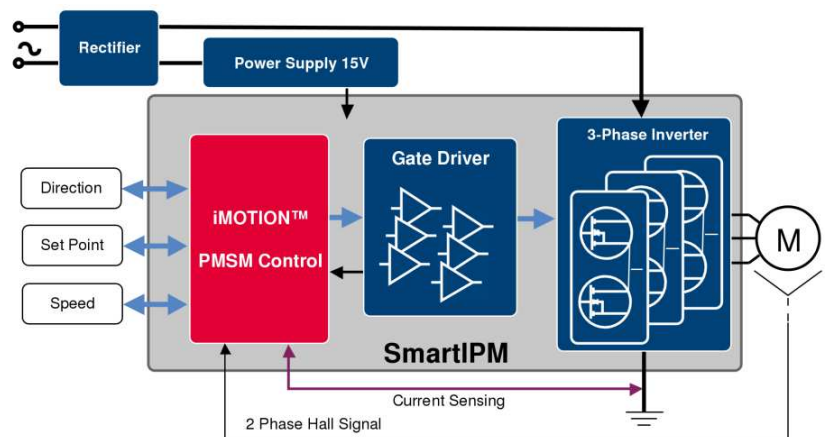 Rectifier
Power Supply 15V
3-Phase Inverter
Gate Driver
Direction
iMOTION™
Set Point
PMSM Control
M
Speed
SmartIPM
Current Sensing
2 Phase Hall Signal